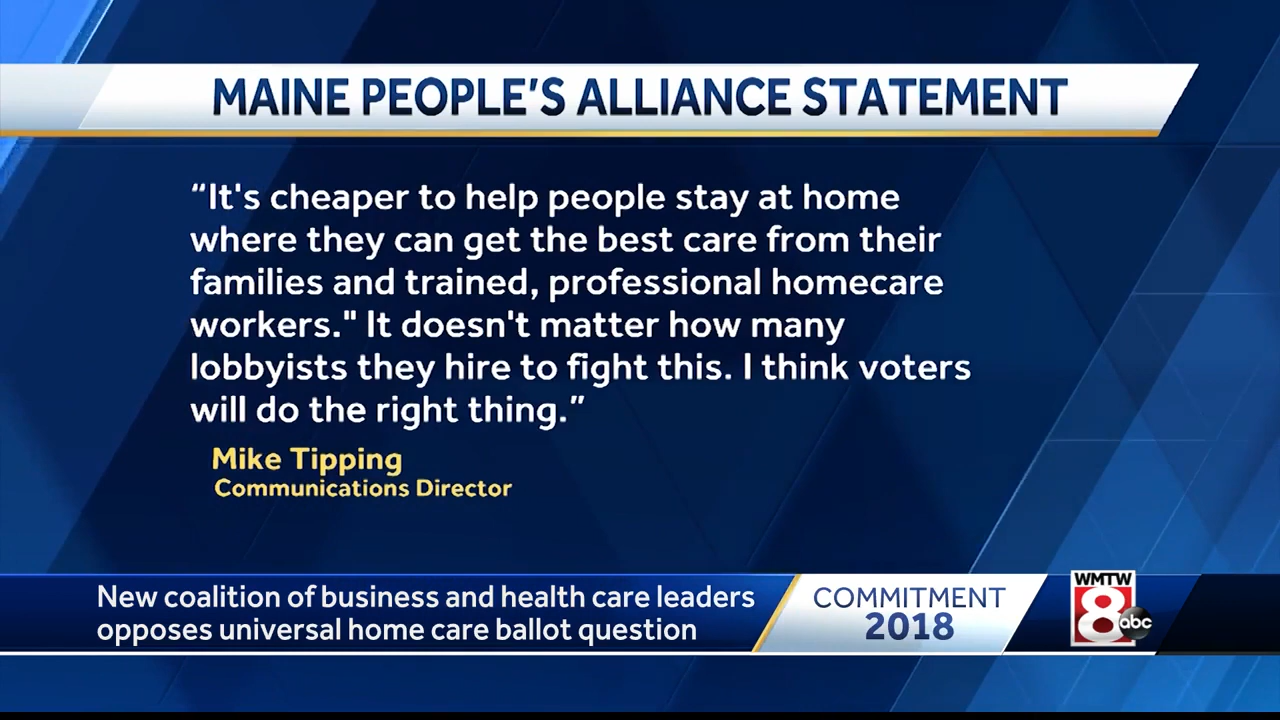 MAINE PEOPLE'S ALLIANCE STATEMENT
“It's cheaper to help people stay at home
where they can get the best care from their
families and trained, professional homecare
workers." It doesn't matter how many
lobbyists they hire to fight this. I think voters
will do the right thing.”
Mike Tipping
Communications Director
New coalition of business and health care leaders
opposes universal home care ballot question
COMMITMENT
2018
WMTW
8
abc